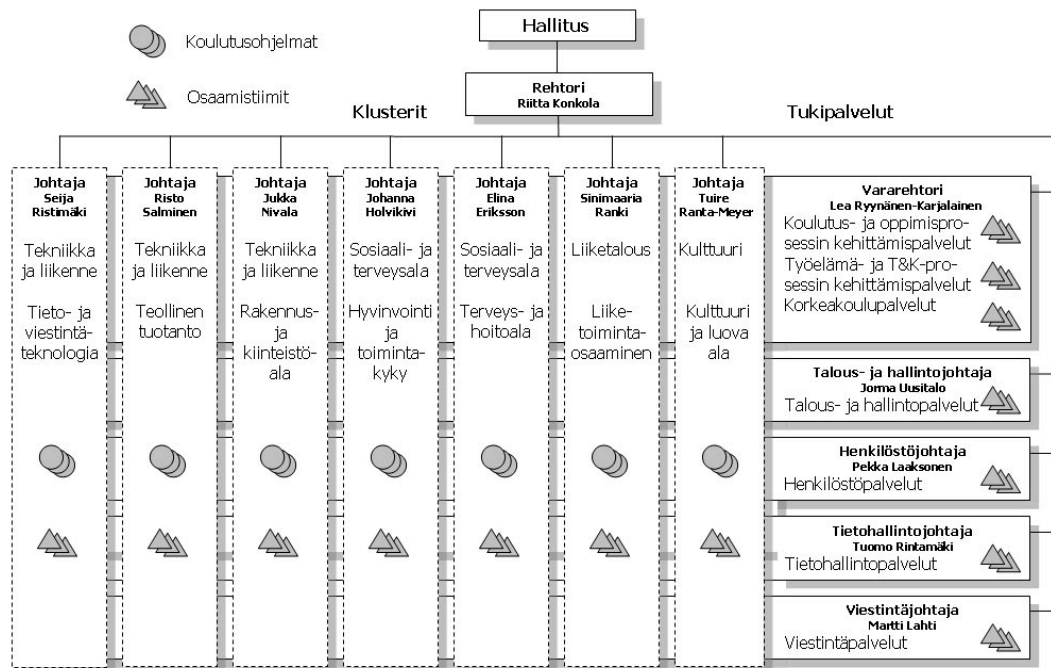 Hallitus
Koulutusohjelmat
Osaamistiimit
Rehtori
Riitta Konkola
Klusterit
Tukipalvelut
Johtaja
Seija
Ristimäki
Tekniikka
ja liikenne
Tieto- ja
viestintä-
teknologia
Johtaja
Risto
Salminen
Tekniikka
ja liikenne
Teollinen
tuotanto
Johtaja
Jukka
Nivala
Tekniikka
ja liikenne
Rakennus-
ja
kiinteistö-
ala
Johtaja
Johanna
Holvikivi
Sosiaali- ja
terveysala
Hyvinvointi
ja
toiminta-
kyky
Johtaja
Elina
Eriksson
Sosiaali- ja
terveysala
Terveys- ja
hoitoala
Johtaja
Sinimaaria
Ranki
Liiketalous
Liike-
toiminta-
osaaminen
Johtaja
Tuire
Ranta-Meyer
Kulttuuri
Kulttuuri
ja luova
ala
Vararehtori
Lea Ryynänen-Karjalainen
Koulutus- ja oppimispro-
sessin kehittämispalvelut
Työelämä- ja T&K-pro-
sessin kehittämispalvelut
Korkeakoulupalvelut
Talous- ja hallintojohtaja
Jorma Uusitalo
Talous- ja hallintopalvelut
Henkilöstöjohtaja
Pekka Laaksonen
Henkilöstöpalvelut
Tietohallintojohtaja
Tuomo Rintamäki
Tietohallintopalvelut
Viestintäjohtaja
Martti Lahti
Viestintäpalvelut